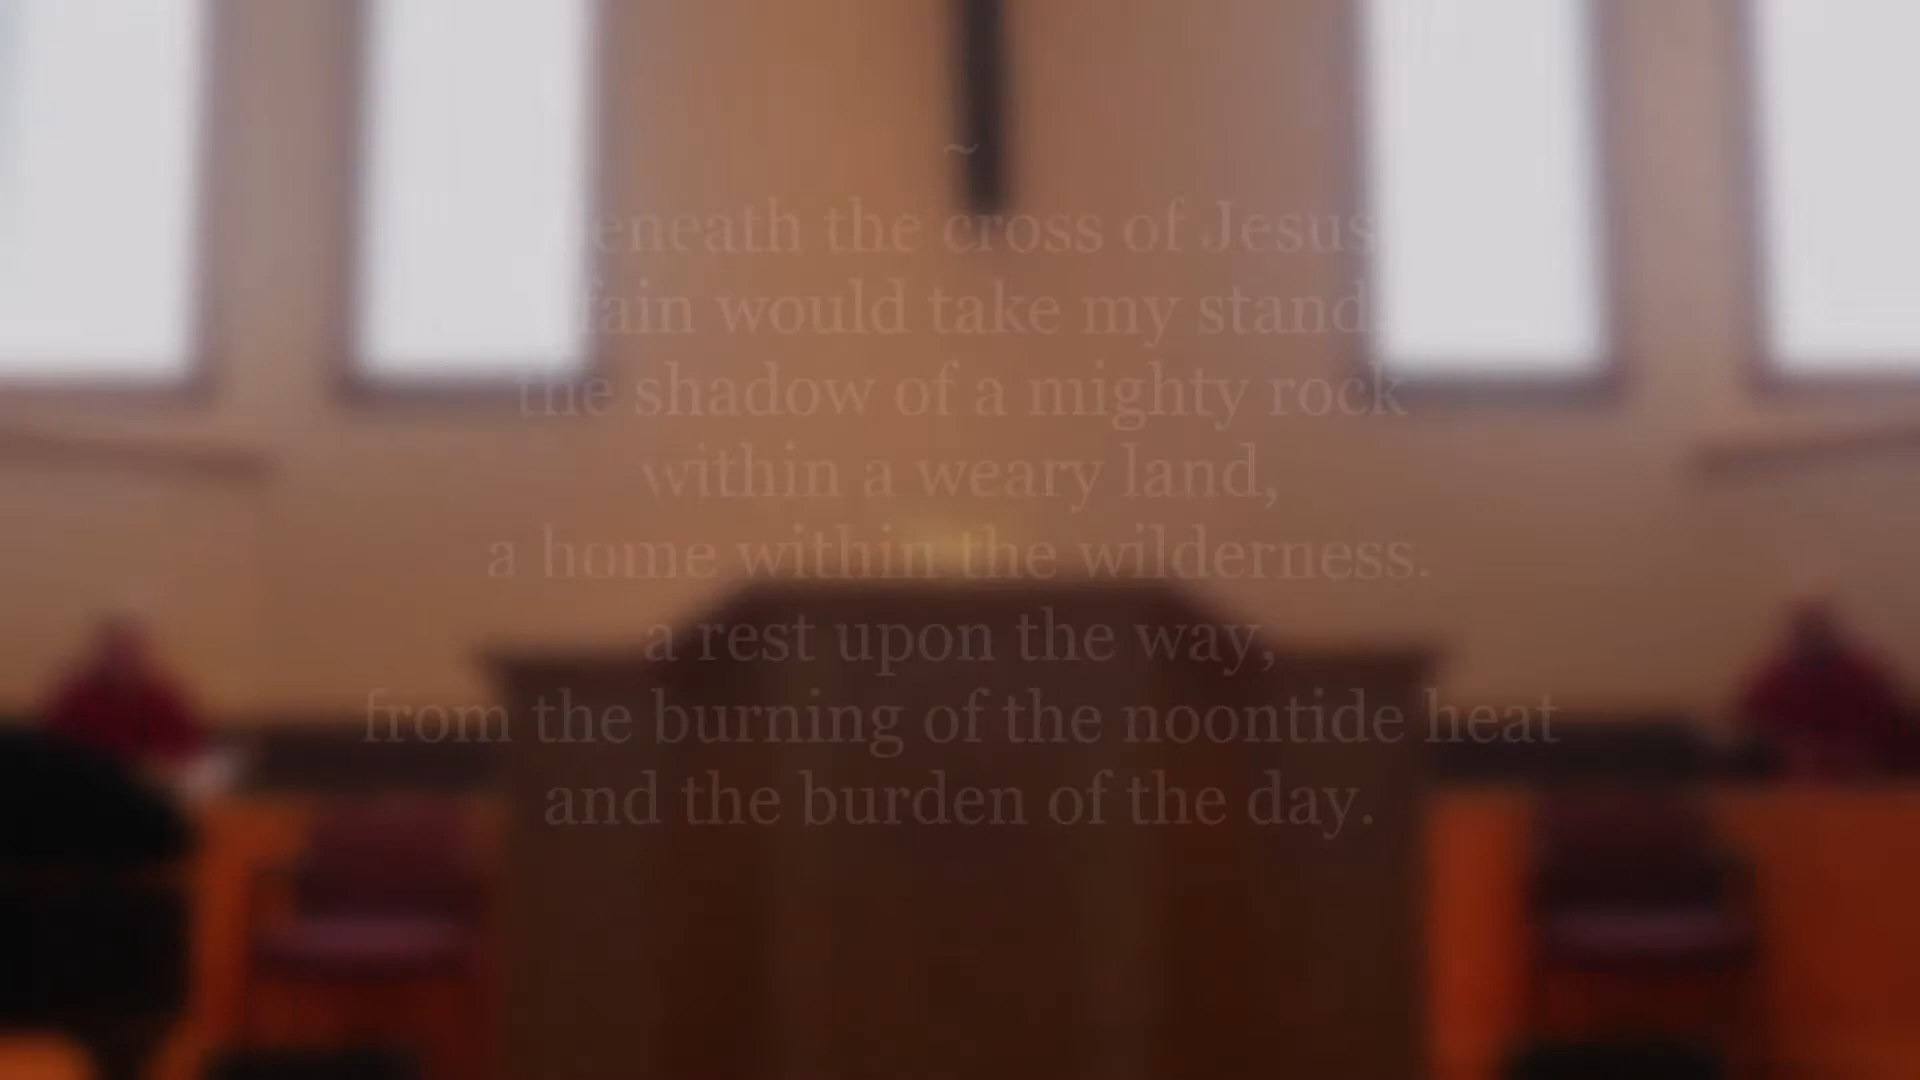 ~
eneath the cross of Jesus
fain would take my stand
the shadow of a mighty rock
within a weary land,
a home within the wilderness.
a rest upon the way,
from the burning of the noontide heat
and the burden of the day.